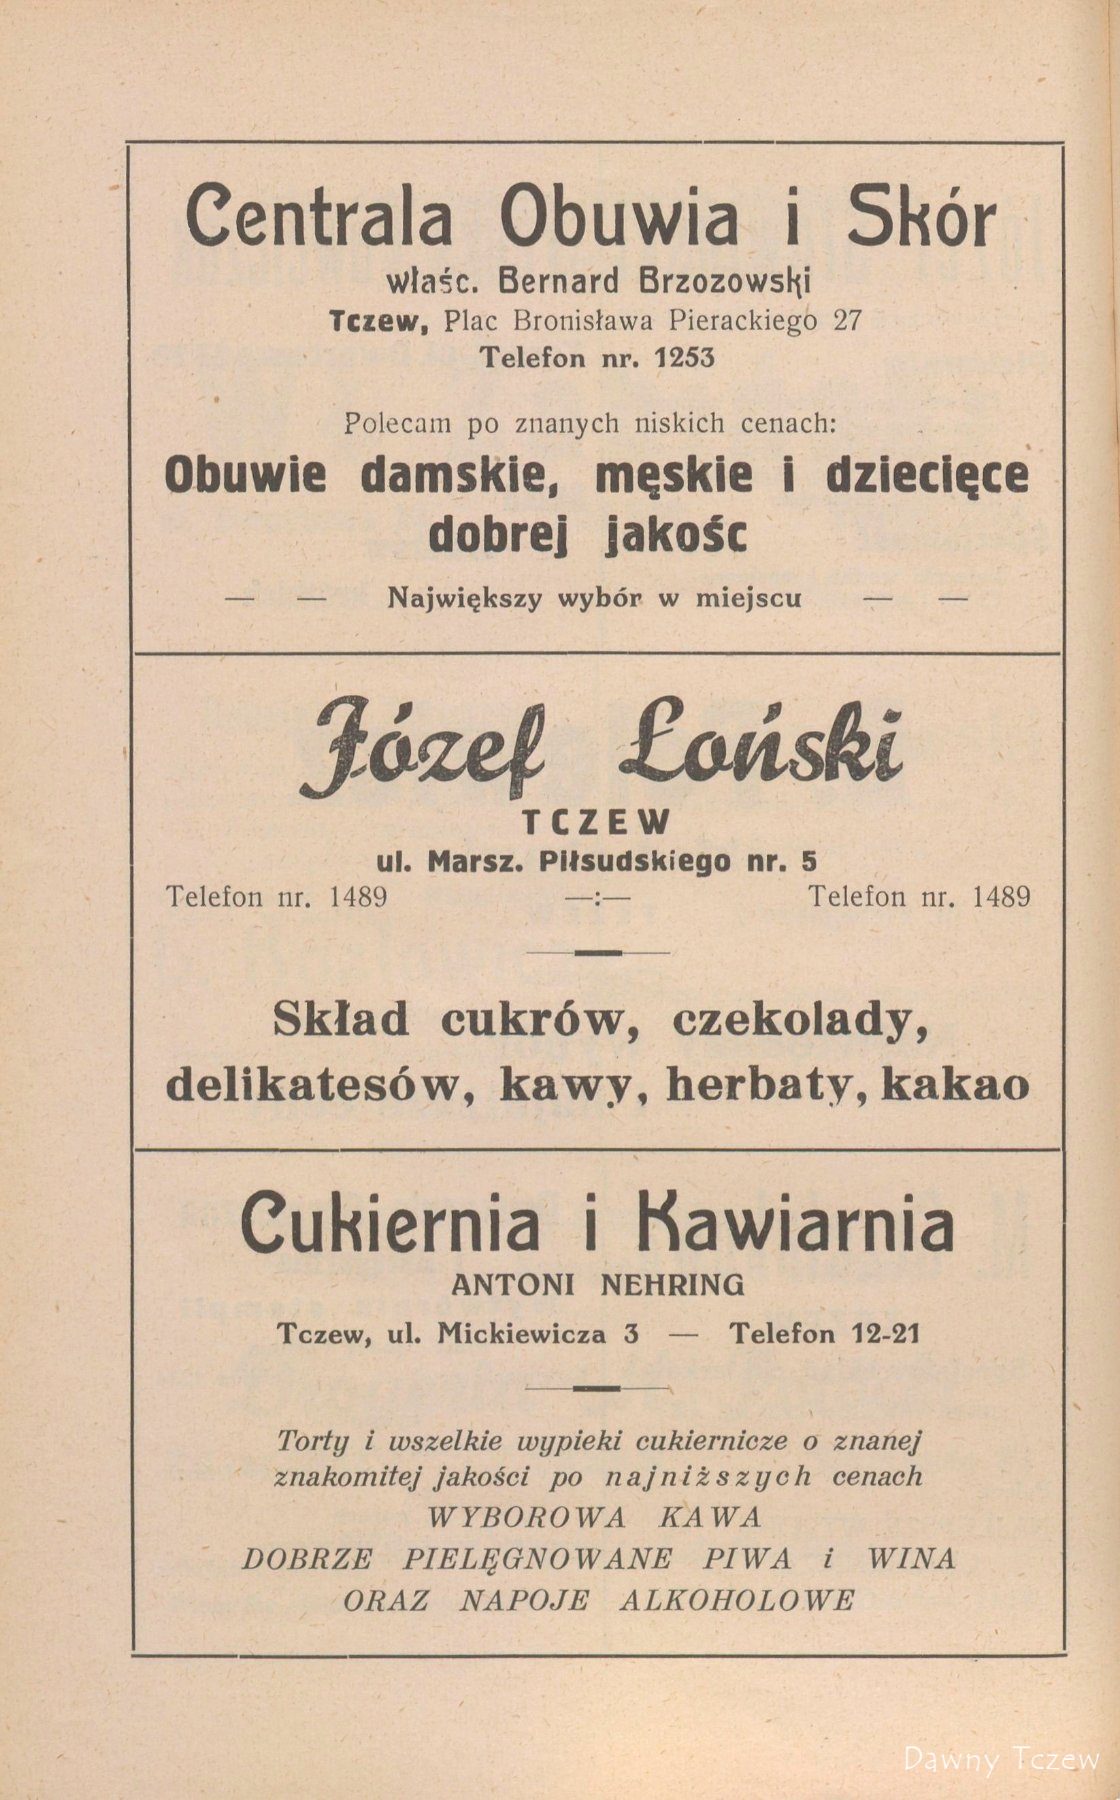 Centrala Obuwia i Skór
właśc. Bernard Brzozowski
Tczew, Plac Bronisława Pierackiego 27
Telefon nr. 1253
Polecam po znanych niskich cenach:
Obuwie damskie, męskie i dziecięce
dobrej jakośc
— — Największy wybór w miejscu — —
Józef Łoński
TCZEW
ul. Marsz. Piłsudskiego nr. 5
Telefon nr. 1489 —:— Telefon nr. 1489
Skład cukrów, czekolady,
delikatesów, kawy, herbaty, kakao
Cukiernia i Kawiarnia
ANTONI NEHRING
Tczew, ul. Mickiewicza 3 — Telefon 12-21
Torty i wszelkie wypieki cukiernicze o znanej
znakomitej jakości po najniższych cenach
WYBOROWA KAWA
DOBRZE PIELĘGNOWANE PIWA i WINA
ORAZ NAPOJE ALKOHOLOWE
Dawny Tczew